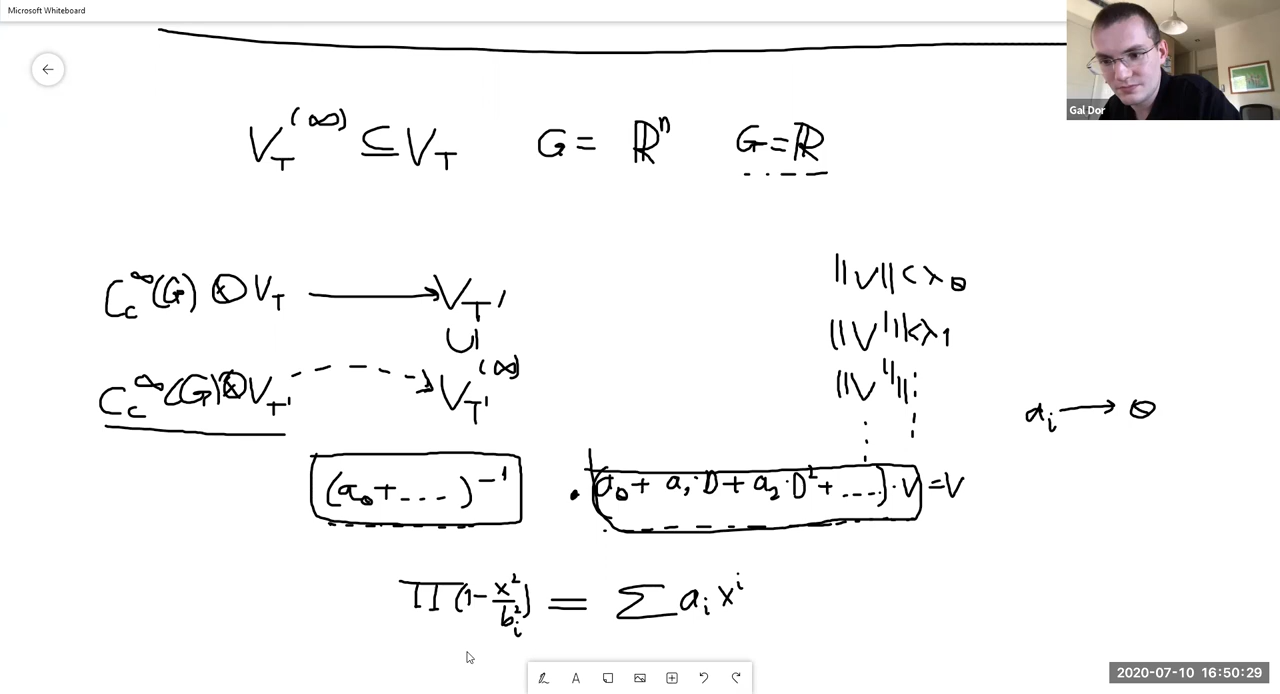 Microsoft Whiteboard
Gal Dor
V_T^(∞) ⊆ V_T G = ℝ^n G = ℝ
C_c^∞(G) ⊗ V_T ⟶ V_T'
∪|
C_c^∞(G) ⊗ V_T' ⇢ V_T'^(∞)
||V|| < λ_0
||V'|| < λ_1
||V''|| ⋮
a_i ⟶ 0
(a_0 + ....)^-1 · (a_0 + a_1·D + a_2·D^2 + ....)·V = V
∏(1 - x^2/b_i^2) = ∑ a_i x^i
A
2020-07-10 16:50:29